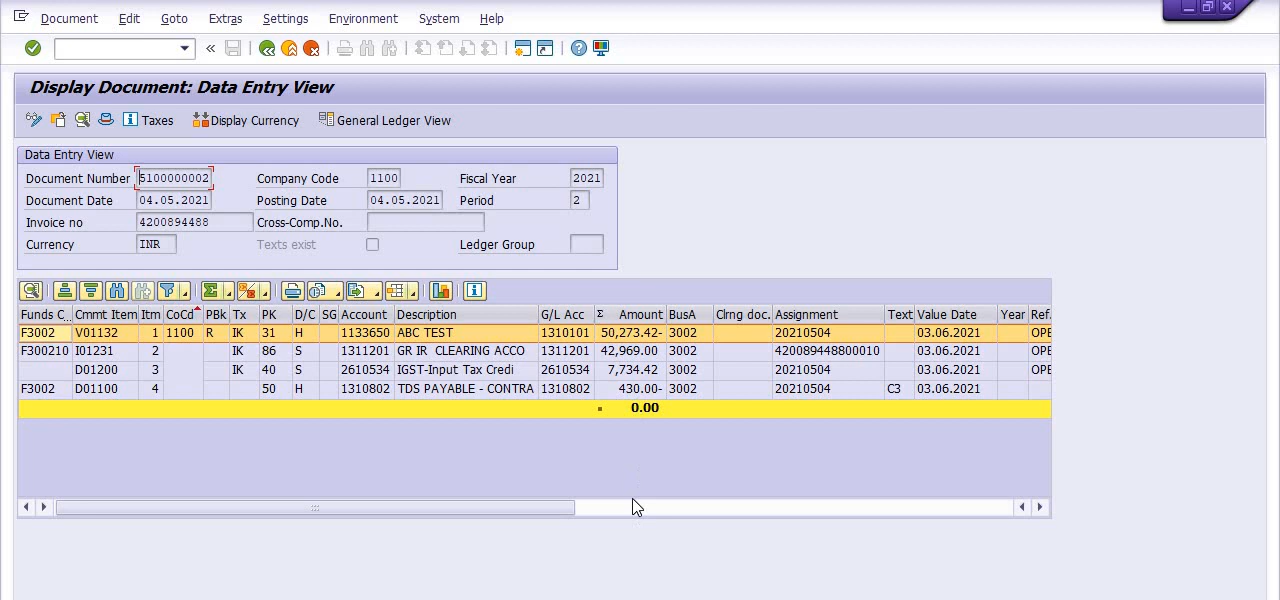 Document Edit Goto Extras Settings Environment System Help
Display Document: Data Entry View
Taxes Display Currency General Ledger View
Data Entry View
Document Number 5100000002 Company Code 1100 Fiscal Year 2021
Document Date 04.05.2021 Posting Date 04.05.2021 Period 2
Invoice no 4200894488 Cross-Comp.No.
Currency INR Texts exist Ledger Group
Funds C... Cmmt Item Itm CoCd PBk Tx PK D/C SG Account Description G/L Acc Σ Amount BusA Clrng doc. Assignment Text Value Date Year Ref.
F3002 V01132 1 1100 R IK 31 H 1133650 ABC TEST 1310101 50,273.42- 3002 20210504 03.06.2021 OPE
F300210 I01231 2 IK 86 S 1311201 GR IR CLEARING ACCO 1311201 42,969.00 3002 420089448800010 03.06.2021 OPE
D01200 3 IK 40 S 2610534 IGST-Input Tax Credi 2610534 7,734.42 3002 20210504 03.06.2021 OPE
F3002 D01100 4 50 H 1310802 TDS PAYABLE - CONTRA 1310802 430.00- 3002 20210504 C3 03.06.2021
0.00